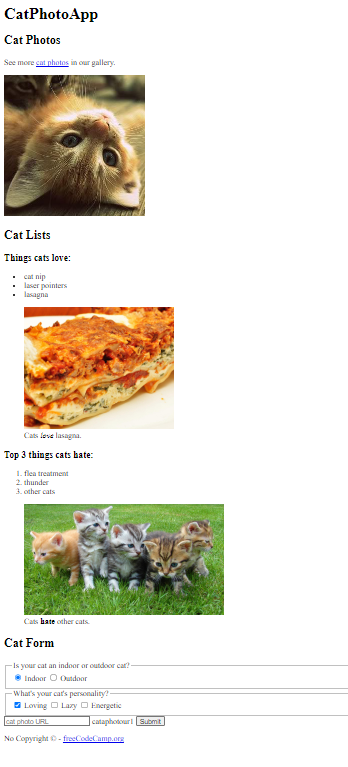 CatPhotoApp
Cat Photos
See more cat photos in our gallery.
Cat Lists
Things cats love:
cat nip
laser pointers
lasagna
Cats love lasagna.
Top 3 things cats hate:
1. flea treatment
2. thunder
3. other cats
Cats hate other cats.
Cat Form
Is your cat an indoor or outdoor cat?
Indoor Outdoor
What's your cat's personality?
Loving Lazy Energetic
cat photo URL cataphotourl Submit
No Copyright © - freeCodeCamp.org